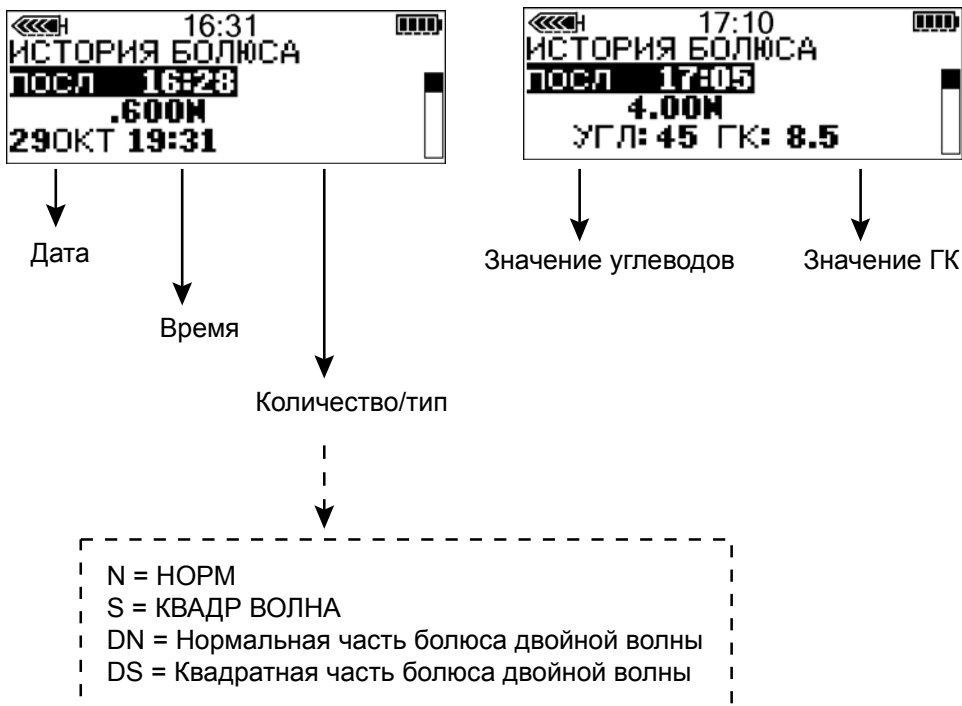 16:31
ИСТОРИЯ БОЛЮСА
ПОСЛ 16:28
.600N
29ОКТ 19:31
17:10
ИСТОРИЯ БОЛЮСА
ПОСЛ 17:05
4.00N
УГЛ: 45 ГК: 8.5
Дата
Время
Количество/тип
Значение углеводов
Значение ГК
N = НОРМ
S = КВАДР ВОЛНА
DN = Нормальная часть болюса двойной волны
DS = Квадратная часть болюса двойной волны